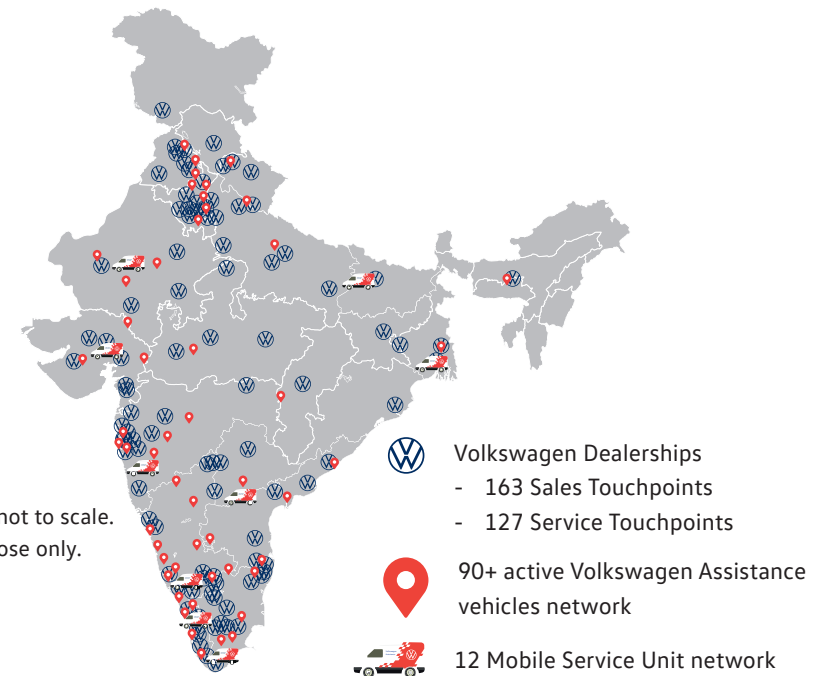 Volkswagen Dealerships
- 163 Sales Touchpoints
- 127 Service Touchpoints
not to scale.
ose only.
90+ active Volkswagen Assistance
vehicles network
12 Mobile Service Unit network